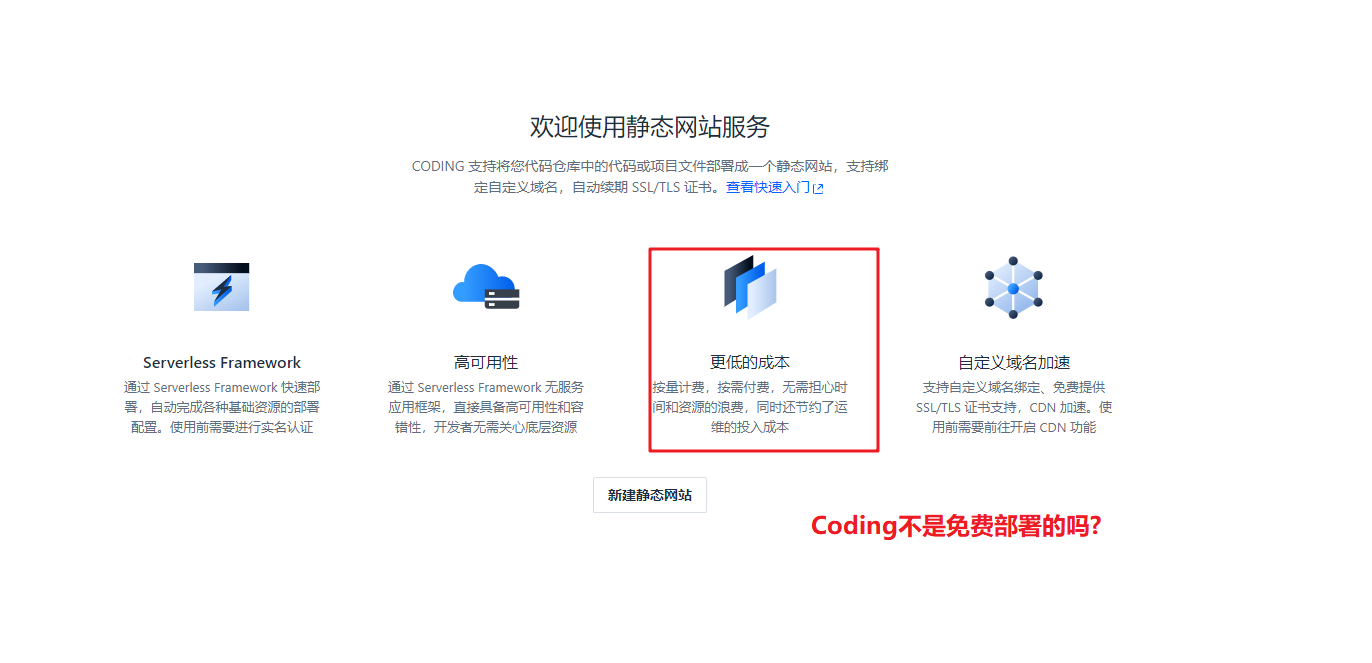 欢迎使用静态网站服务
CODING 支持将您代码仓库中的代码或项目文件部署成一个静态网站，支持绑
定自定义域名，自动续期 SSL/TLS 证书。查看快速入门
Serverless Framework
通过 Serverless Framework 快速部
署，自动完成各种基础资源的部署
配置。使用前需要进行实名认证
高可用性
通过 Serverless Framework 无服务
应用框架，直接具备高可用性和容
错性，开发者无需关心底层资源
更低的成本
按量计费，按需付费，无需担心时
间和资源的浪费，同时还节约了运
维的投入成本
自定义域名加速
支持自定义域名绑定、免费提供
SSL/TLS 证书支持，CDN 加速。使
用前需要前往开启 CDN 功能
新建静态网站
Coding不是免费部署的吗?